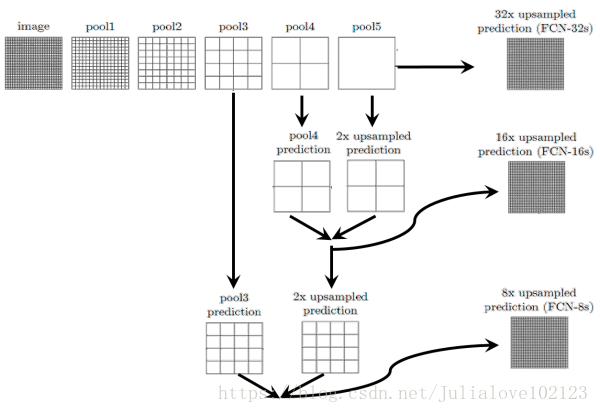 image
pool1
pool2
pool3
pool4
pool5
32x upsampled
prediction (FCN-32s)
pool4
prediction
2x upsampled
prediction
16x upsampled
prediction (FCN-16s)
pool3
prediction
2x upsampled
prediction
8x upsampled
prediction (FCN-8s)
https://blog.csdn.net/Julialove102123